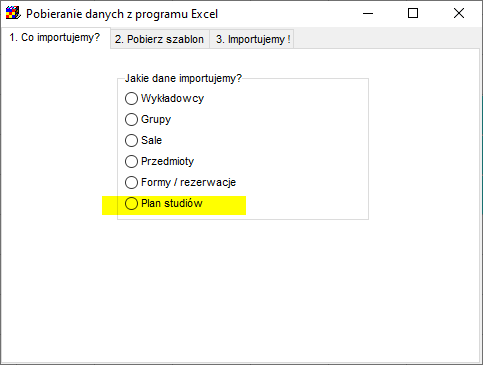 Pobieranie danych z programu Excel
1. Co importujemy? 2. Pobierz szablon 3. Importujemy !
Jakie dane importujemy?
Wykładowcy
Grupy
Sale
Przedmioty
Formy / rezerwacje
Plan studiów